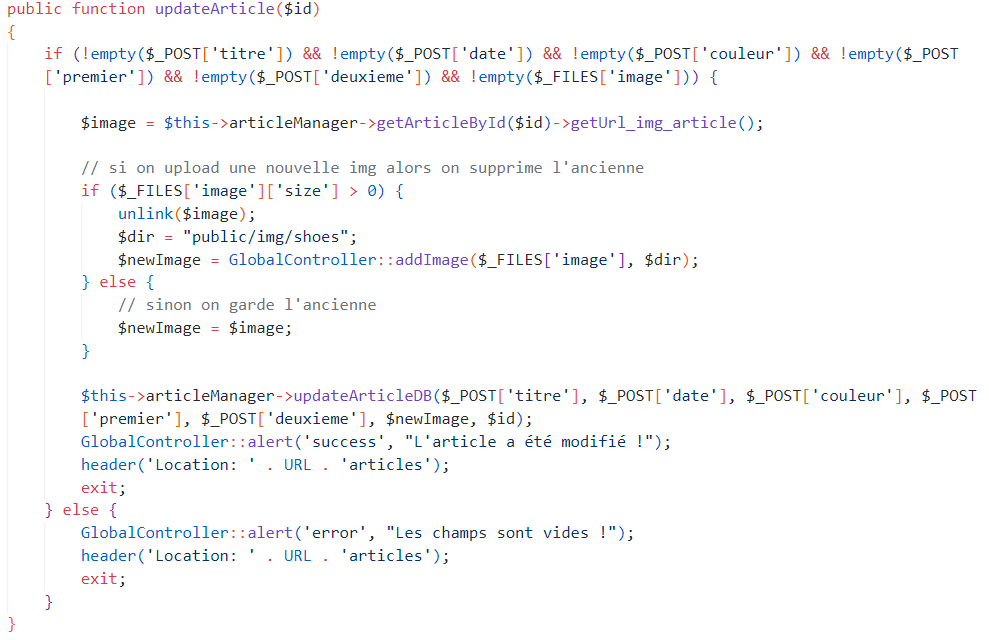 public function updateArticle($id)
{
    if (!empty($_POST['titre']) && !empty($_POST['date']) && !empty($_POST['couleur']) && !empty($_POST
    ['premier']) && !empty($_POST['deuxieme']) && !empty($_FILES['image'])) {

        $image = $this->articleManager->getArticleById($id)->getUrl_img_article();

        // si on upload une nouvelle img alors on supprime l'ancienne
        if ($_FILES['image']['size'] > 0) {
            unlink($image);
            $dir = "public/img/shoes";
            $newImage = GlobalController::addImage($_FILES['image'], $dir);
        } else {
            // sinon on garde l'ancienne
            $newImage = $image;
        }

        $this->articleManager->updateArticleDB($_POST['titre'], $_POST['date'], $_POST['couleur'], $_POST
        ['premier'], $_POST['deuxieme'], $newImage, $id);
        GlobalController::alert('success', "L'article a été modifié !");
        header('Location: ' . URL . 'articles');
        exit;
    } else {
        GlobalController::alert('error', "Les champs sont vides !");
        header('Location: ' . URL . 'articles');
        exit;
    }
}